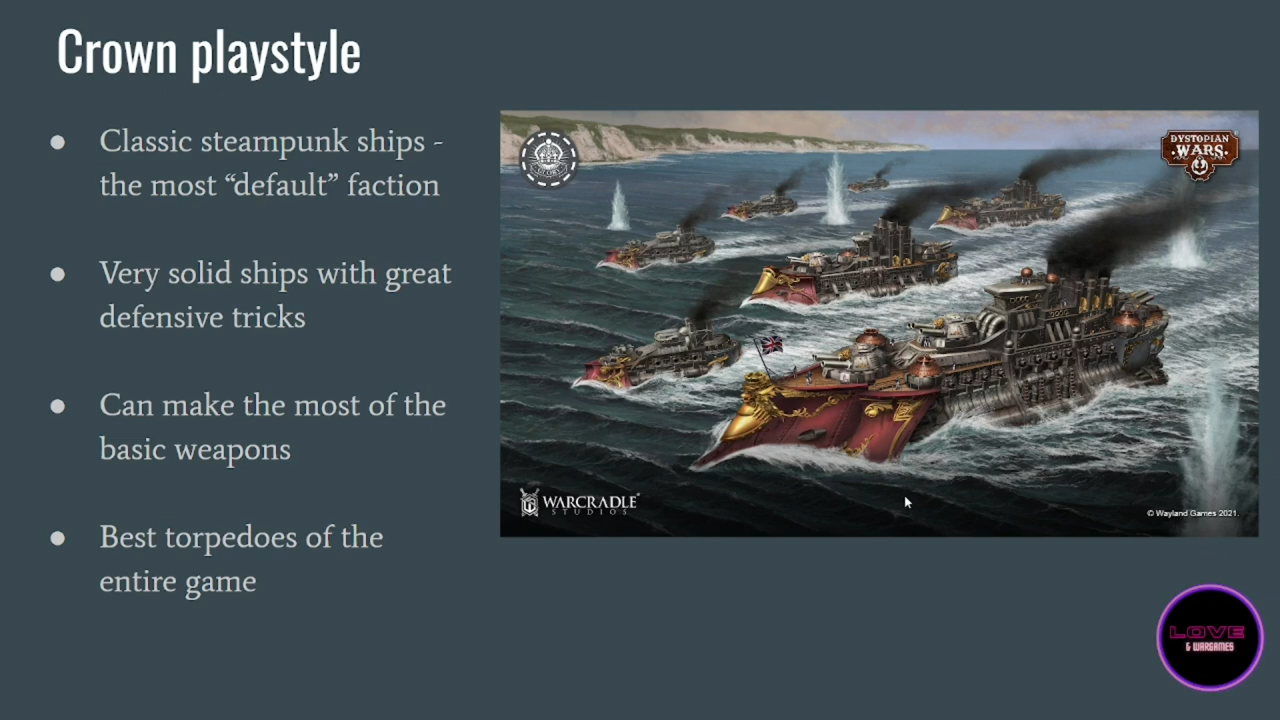 Crown playstyle
● Classic steampunk ships -
the most “default” faction
● Very solid ships with great
defensive tricks
● Can make the most of the
basic weapons
● Best torpedoes of the
entire game
GLORY
DYSTOPIAN
WARS
WARCRADLE
STUDIOS
© Wayland Games 2021.
LOVE
& WARGAMES